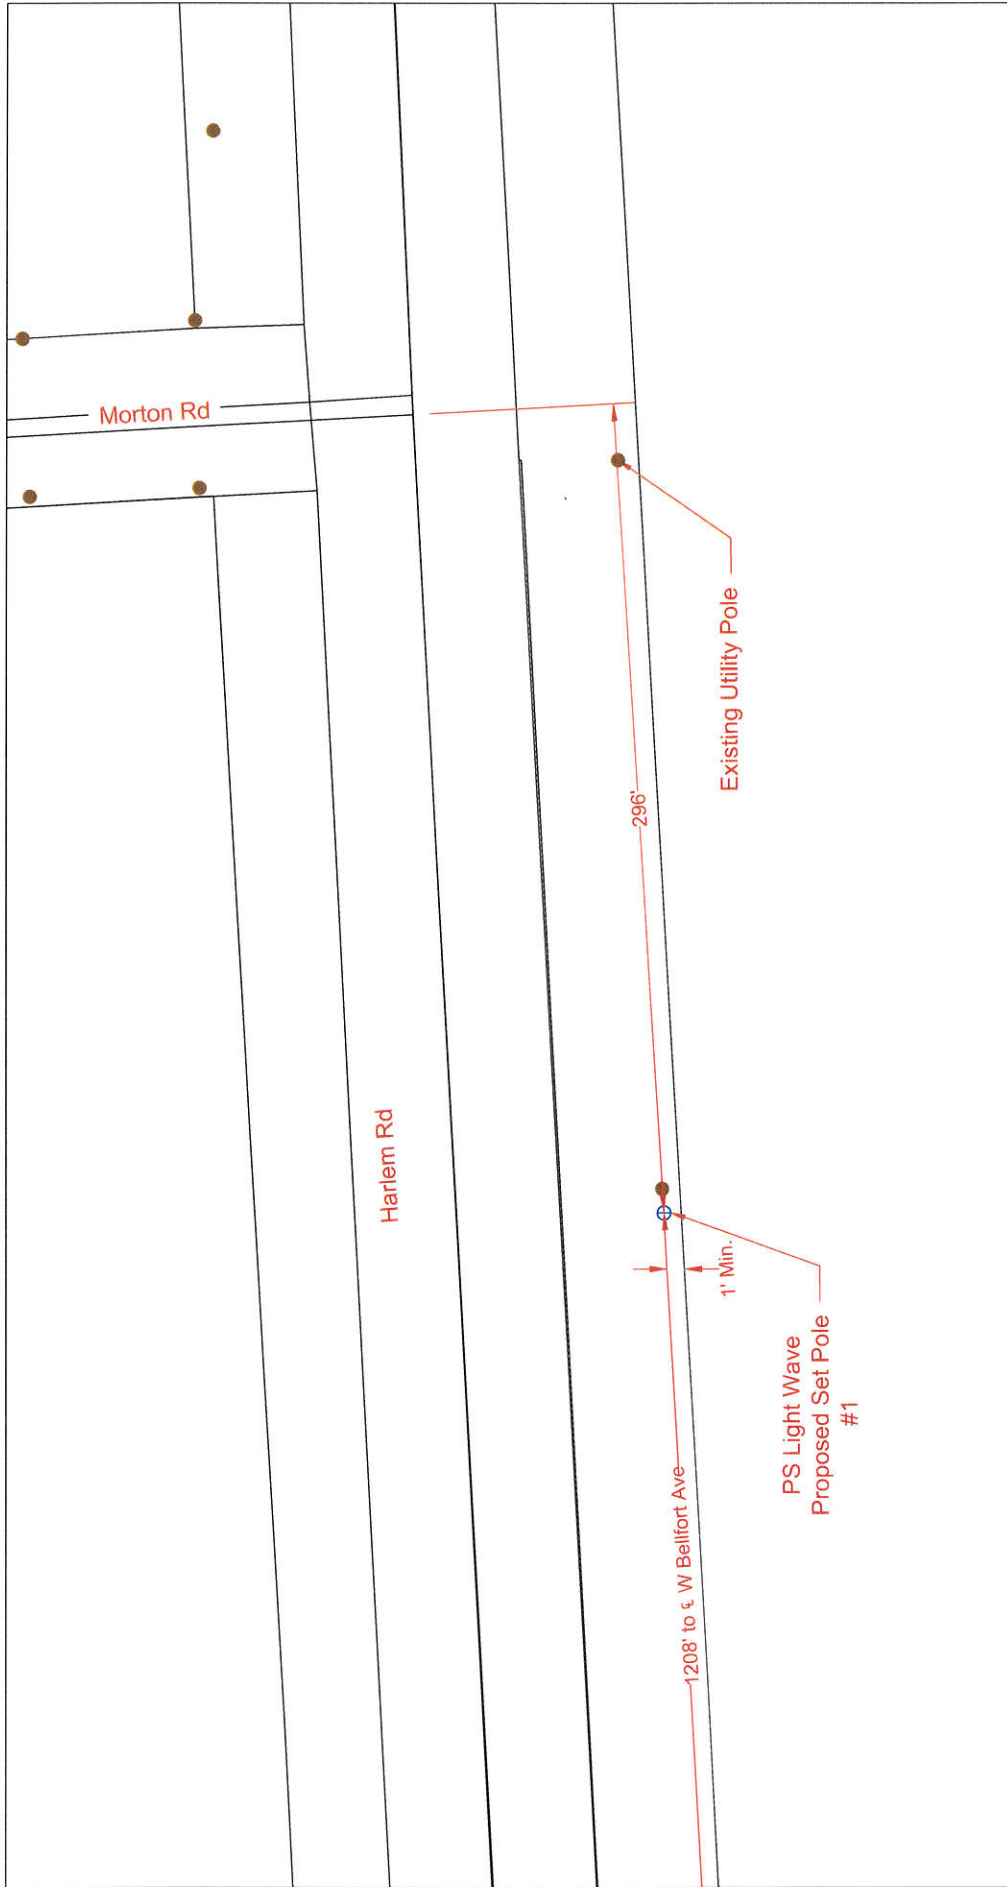 Morton Rd
Existing Utility Pole
296'
Harlem Rd
1' Min.
PS Light Wave
Proposed Set Pole
#1
1208' to ℄ W Bellfort Ave